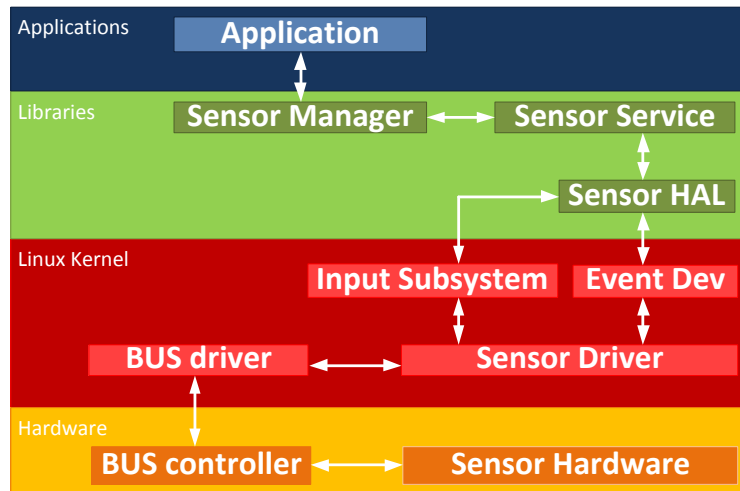 Applications
Application
Libraries
Sensor Manager
Sensor Service
Sensor HAL
Linux Kernel
Input Subsystem
Event Dev
BUS driver
Sensor Driver
Hardware
BUS controller
Sensor Hardware